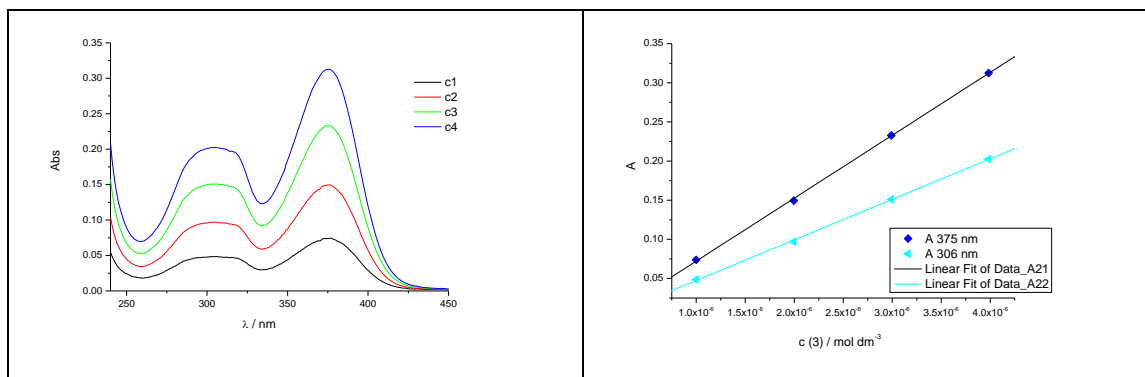 0.35
0.30
0.25
0.20
0.15
0.10
0.05
0.00
Abs
250 300 350 400 450
λ / nm
c1
c2
c3
c4
0.35
0.30
0.25
0.20
0.15
0.10
0.05
A
1.0x10⁻⁶ 1.5x10⁻⁶ 2.0x10⁻⁶ 2.5x10⁻⁶ 3.0x10⁻⁶ 3.5x10⁻⁶ 4.0x10⁻⁶
c (3) / mol dm⁻³
A 375 nm
A 306 nm
Linear Fit of Data_A21
Linear Fit of Data_A22